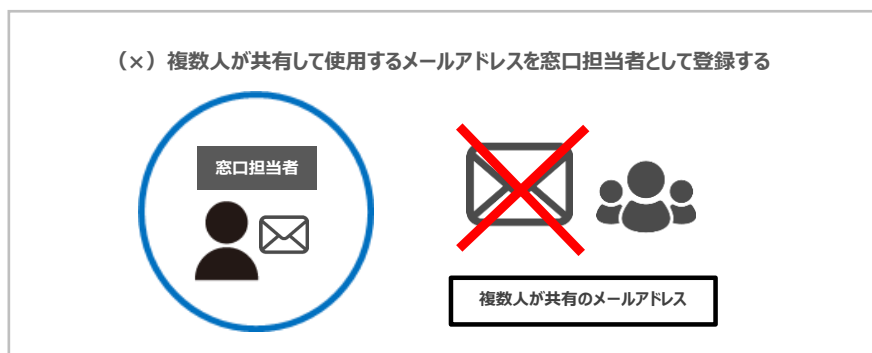 （×）複数人が共有して使用するメールアドレスを窓口担当者として登録する
窓口担当者
複数人が共有のメールアドレス